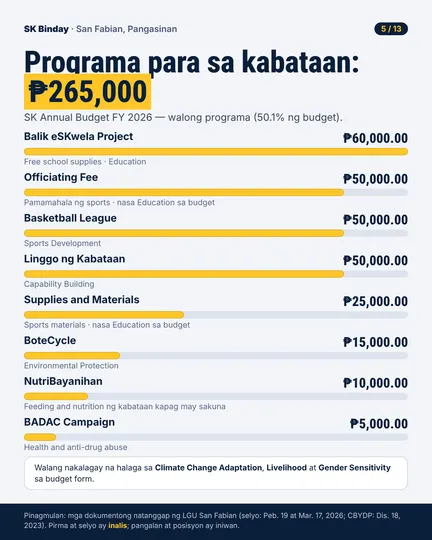 SK Binday · San Fabian, Pangasinan
5 / 13
Programa para sa kabataan:
₱265,000
SK Annual Budget FY 2026 — walong programa (50.1% ng budget).
Balik eSKwela Project ₱60,000.00
Free school supplies · Education
Officiating Fee ₱50,000.00
Pamamahala ng sports · nasa Education sa budget
Basketball League ₱50,000.00
Sports Development
Linggo ng Kabataan ₱50,000.00
Capability Building
Supplies and Materials ₱25,000.00
Sports materials · nasa Education sa budget
BoteCycle ₱15,000.00
Environmental Protection
NutriBayanihan ₱10,000.00
Feeding and nutrition ng kabataan kapag may sakuna
BADAC Campaign ₱5,000.00
Health and anti-drug abuse
Walang nakalagay na halaga sa Climate Change Adaptation, Livelihood at Gender Sensitivity
sa budget form.
Pinagmulan: mga dokumentong natanggap ng LGU San Fabian (selyo: Peb. 19 at Mar. 17, 2026; CBYDP: Dis. 18,
2023). Pirma at selyo ay inalis; pangalan at posisyon ay iniwan.